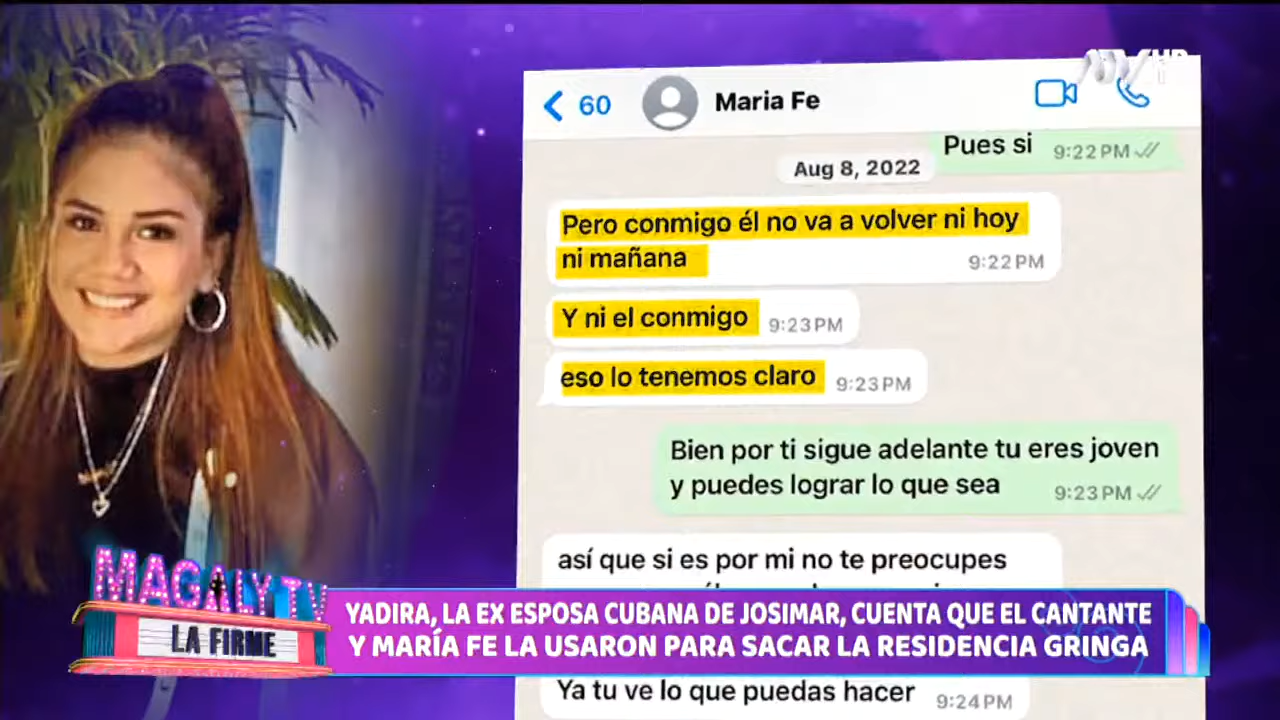 60
Maria Fe
Pues si
9:22 PM
Aug 8, 2022
Pero conmigo él no va a volver ni hoy
ni mañana
9:22 PM
Y ni el conmigo
9:23 PM
eso lo tenemos claro
9:23 PM
Bien por ti sigue adelante tu eres joven
y puedes lograr lo que sea
9:23 PM
así que si es por mi no te preocupes
MAGALY TV
LA FIRME
YADIRA, LA EX ESPOSA CUBANA DE JOSIMAR, CUENTA QUE EL CANTANTE
Y MARÍA FE LA USARON PARA SACAR LA RESIDENCIA GRINGA
Ya tu ve lo que puedas hacer
9:24 PM